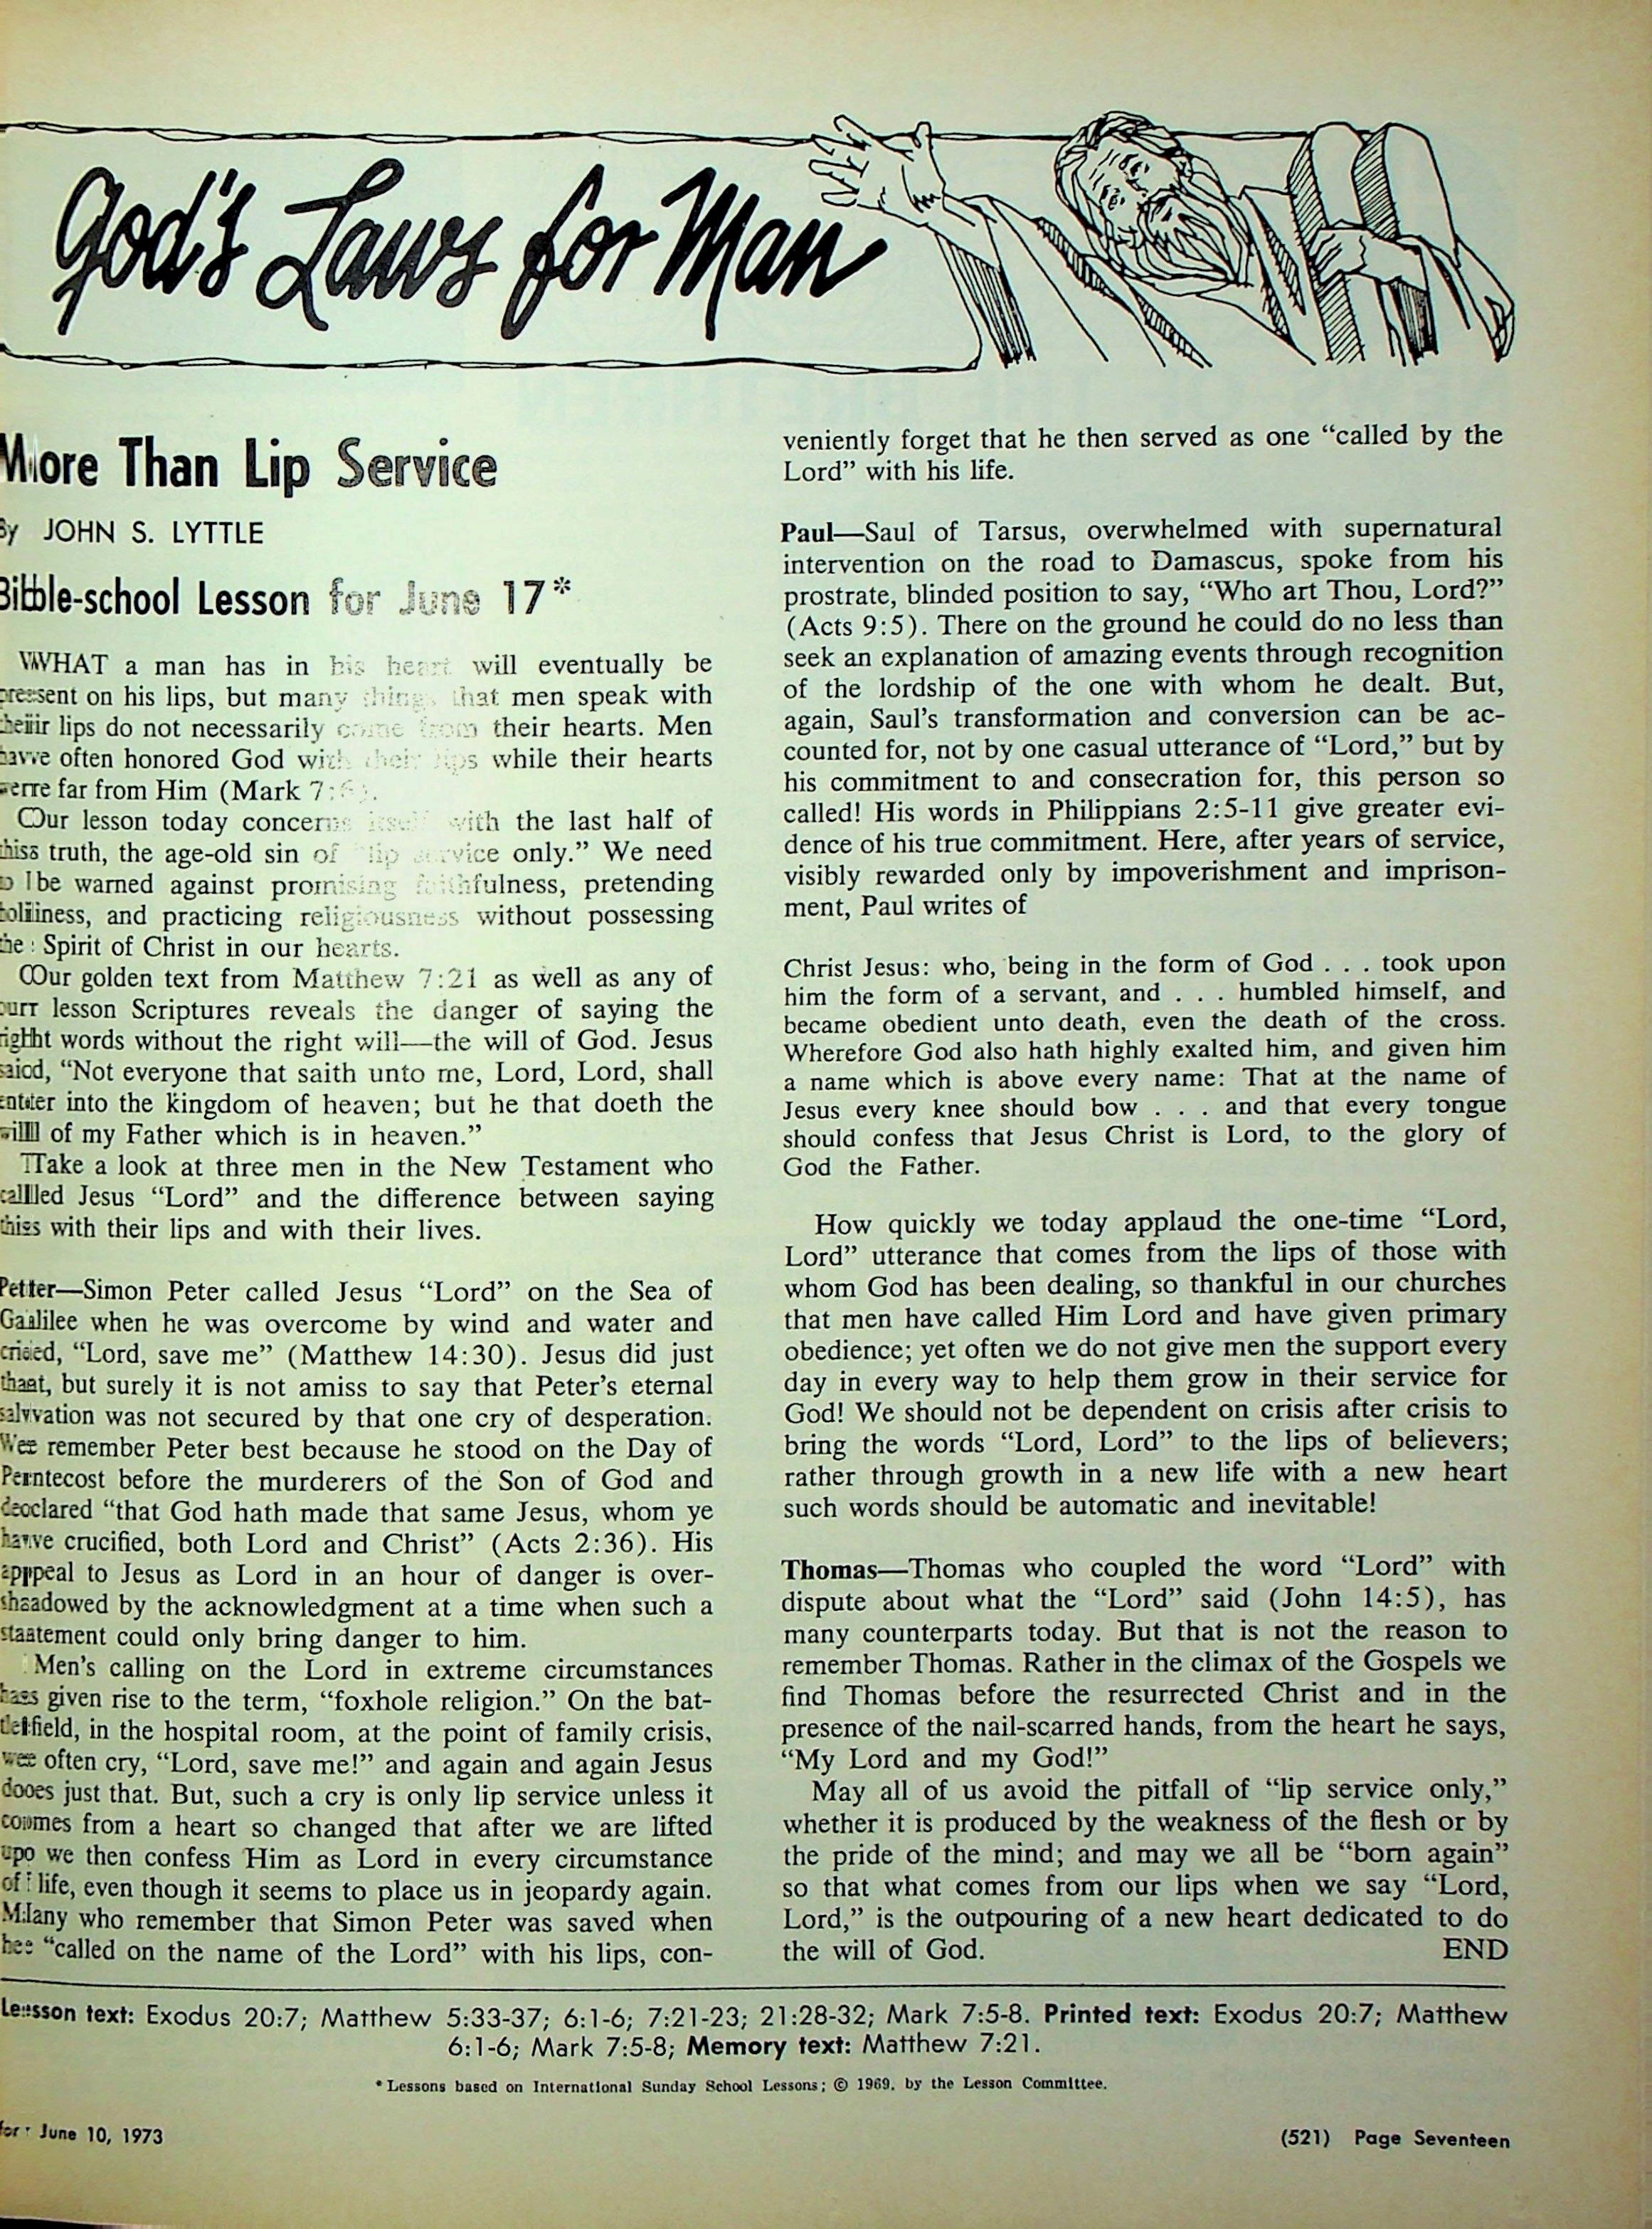 God's Laws for Man
More Than Lip Service
By JOHN S. LYTTLE
Bible-school Lesson for June 17*
WHAT a man has in his heart will eventually be
present on his lips, but many things that men speak with
their lips do not necessarily come from their hearts. Men
have often honored God with their lips while their hearts
were far from Him (Mark 7:6).
Our lesson today concerns itself with the last half of
this truth, the age-old sin of "lip service only." We need
to be warned against promising faithfulness, pretending
holiness, and practicing religiousness without possessing
the Spirit of Christ in our hearts.
Our golden text from Matthew 7:21 as well as any of
our lesson Scriptures reveals the danger of saying the
right words without the right will—the will of God. Jesus
said, "Not everyone that saith unto me, Lord, Lord, shall
enter into the kingdom of heaven; but he that doeth the
will of my Father which is in heaven."
Take a look at three men in the New Testament who
called Jesus "Lord" and the difference between saying
this with their lips and with their lives.
Peter—Simon Peter called Jesus "Lord" on the Sea of
Galilee when he was overcome by wind and water and
cried, "Lord, save me" (Matthew 14:30). Jesus did just
that, but surely it is not amiss to say that Peter's eternal
salvation was not secured by that one cry of desperation.
We remember Peter best because he stood on the Day of
Pentecost before the murderers of the Son of God and
declared "that God hath made that same Jesus, whom ye
have crucified, both Lord and Christ" (Acts 2:36). His
appeal to Jesus as Lord in an hour of danger is over-
shadowed by the acknowledgment at a time when such a
statement could only bring danger to him.
Men's calling on the Lord in extreme circumstances
has given rise to the term, "foxhole religion." On the bat-
tlefield, in the hospital room, at the point of family crisis,
we often cry, "Lord, save me!" and again and again Jesus
does just that. But, such a cry is only lip service unless it
comes from a heart so changed that after we are lifted
up we then confess Him as Lord in every circumstance
of life, even though it seems to place us in jeopardy again.
Many who remember that Simon Peter was saved when
he "called on the name of the Lord" with his lips, con-
veniently forget that he then served as one "called by the
Lord" with his life.
Paul—Saul of Tarsus, overwhelmed with supernatural
intervention on the road to Damascus, spoke from his
prostrate, blinded position to say, "Who art Thou, Lord?"
(Acts 9:5). There on the ground he could do no less than
seek an explanation of amazing events through recognition
of the lordship of the one with whom he dealt. But,
again, Saul's transformation and conversion can be ac-
counted for, not by one casual utterance of "Lord," but by
his commitment to and consecration for, this person so
called! His words in Philippians 2:5-11 give greater evi-
dence of his true commitment. Here, after years of service,
visibly rewarded only by impoverishment and imprison-
ment, Paul writes of
Christ Jesus: who, being in the form of God . . . took upon
him the form of a servant, and . . . humbled himself, and
became obedient unto death, even the death of the cross.
Wherefore God also hath highly exalted him, and given him
a name which is above every name: That at the name of
Jesus every knee should bow . . . and that every tongue
should confess that Jesus Christ is Lord, to the glory of
God the Father.
How quickly we today applaud the one-time "Lord,
Lord" utterance that comes from the lips of those with
whom God has been dealing, so thankful in our churches
that men have called Him Lord and have given primary
obedience; yet often we do not give men the support every
day in every way to help them grow in their service for
God! We should not be dependent on crisis after crisis to
bring the words "Lord, Lord" to the lips of believers;
rather through growth in a new life with a new heart
such words should be automatic and inevitable!
Thomas—Thomas who coupled the word "Lord" with
dispute about what the "Lord" said (John 14:5), has
many counterparts today. But that is not the reason to
remember Thomas. Rather in the climax of the Gospels we
find Thomas before the resurrected Christ and in the
presence of the nail-scarred hands, from the heart he says,
"My Lord and my God!"
May all of us avoid the pitfall of "lip service only,"
whether it is produced by the weakness of the flesh or by
the pride of the mind; and may we all be "born again"
so that what comes from our lips when we say "Lord,
Lord," is the outpouring of a new heart dedicated to do
the will of God. END
Lesson text: Exodus 20:7; Matthew 5:33-37; 6:1-6; 7:21-23; 21:28-32; Mark 7:5-8. Printed text: Exodus 20:7; Matthew
6:1-6; Mark 7:5-8; Memory text: Matthew 7:21.
* Lessons based on International Sunday School Lessons; © 1969, by the Lesson Committee.
for June 10, 1973
(521) Page Seventeen